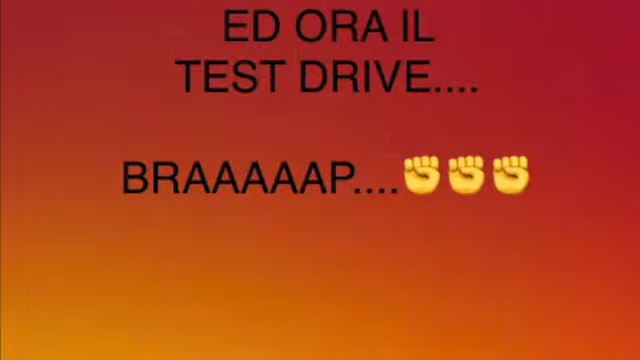 ED ORA IL
TEST DRIVE....
BRAAAAAP....✊✊✊